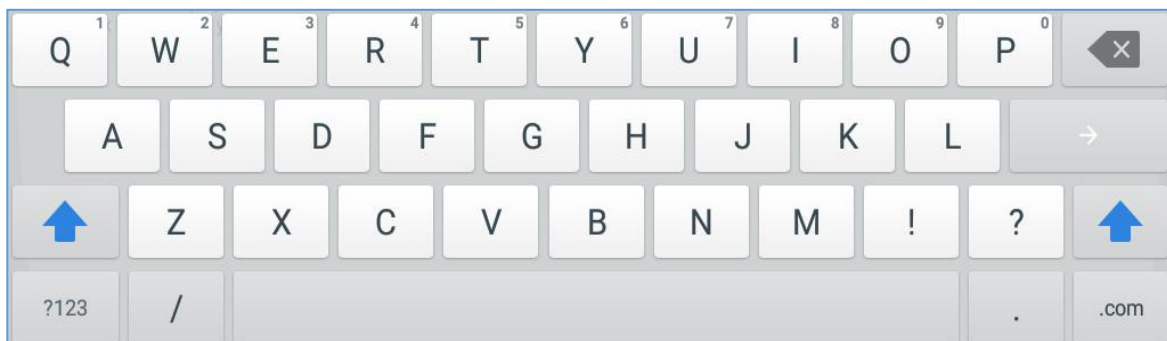 Q 1 W 2 E 3 R 4 T 5 Y 6 U 7 I 8 O 9 P 0
A S D F G H J K L
Z X C V B N M ! ?
?123 / . .com